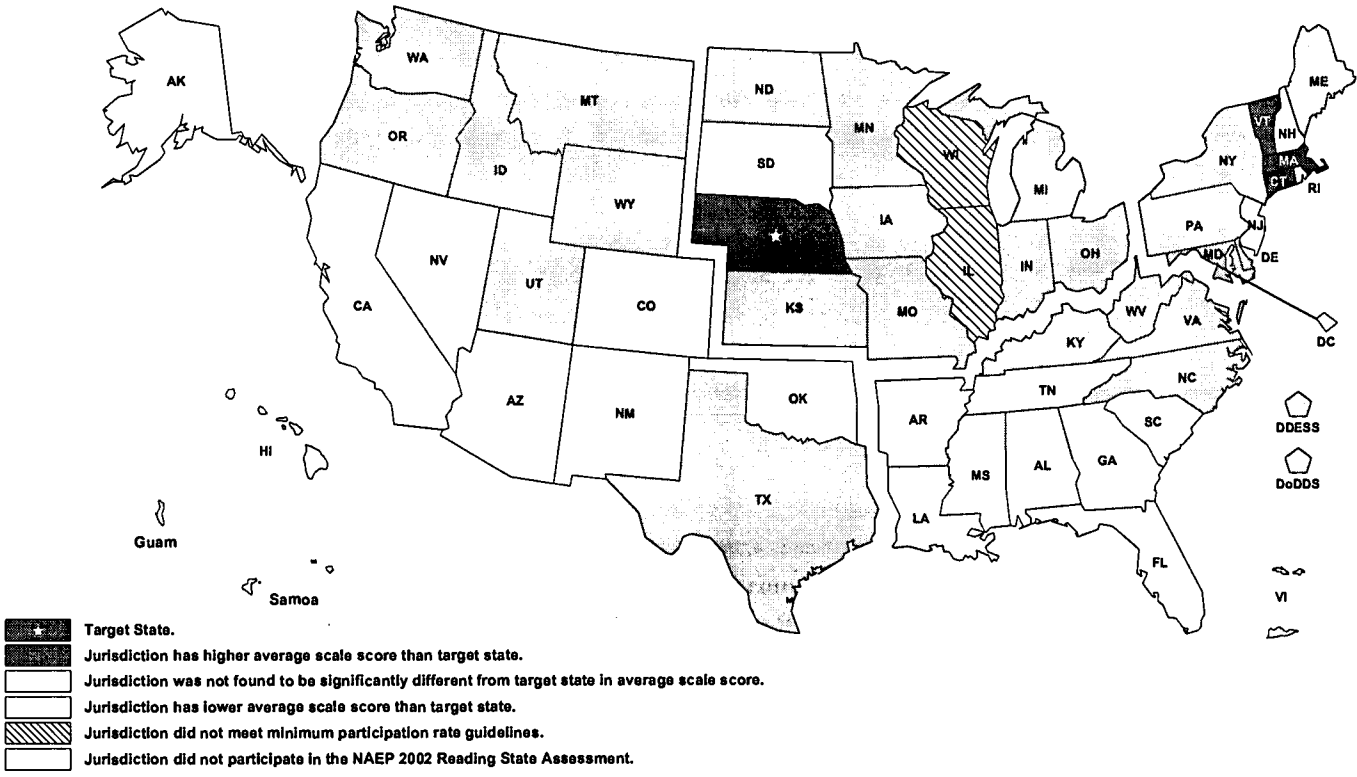 WA
AK
MT
ND
ME
OR
MN
VT
NH
ID
SD
WI
NY
MA
WY
MI
CT
RI
IA
PA
NJ
NV
UT
IN
OH
MD
DE
CA
CO
KS
MO
IL
WV
VA
KY
DC
AZ
NM
OK
TN
NC
AR
SC
DDESS
HI
MS
AL
GA
DoDDS
TX
LA
Guam
FL
Samoa
VI
Target State.
Jurisdiction has higher average scale score than target state.
Jurisdiction was not found to be significantly different from target state in average scale score.
Jurisdiction has lower average scale score than target state.
Jurisdiction did not meet minimum participation rate guidelines.
Jurisdiction did not participate in the NAEP 2002 Reading State Assessment.